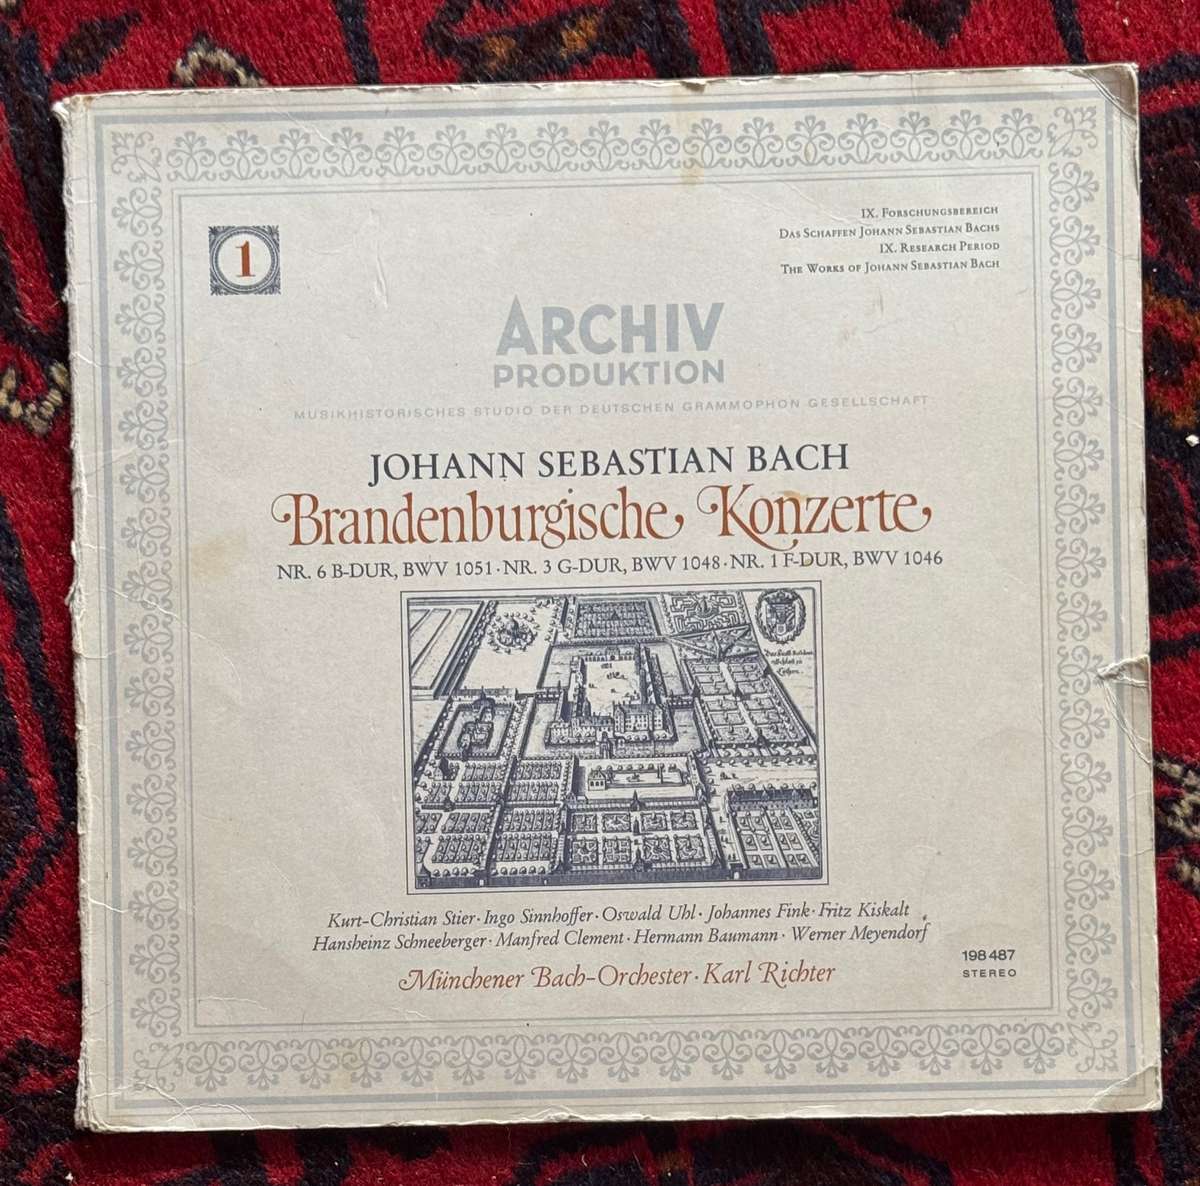 1
IX. FORSCHUNGSBEREICH
DAS SCHAFFEN JOHANN SEBASTIAN BACHS
IX. RESEARCH PERIOD
THE WORKS OF JOHANN SEBASTIAN BACH
ARCHIV
PRODUKTION
MUSIKHISTORISCHES STUDIO DER DEUTSCHEN GRAMMOPHON GESELLSCHAFT
JOHANN SEBASTIAN BACH
Brandenburgische Konzerte
NR. 6 B-DUR, BWV 1051 · NR. 3 G-DUR, BWV 1048 · NR. 1 F-DUR, BWV 1046
Kurt-Christian Stier · Ingo Sinnhoffer · Oswald Uhl · Johannes Fink · Fritz Kiskalt
Hansheinz Schneeberger · Manfred Clement · Hermann Baumann · Werner Meyendorf
Münchener Bach-Orchester · Karl Richter
198 487
STEREO